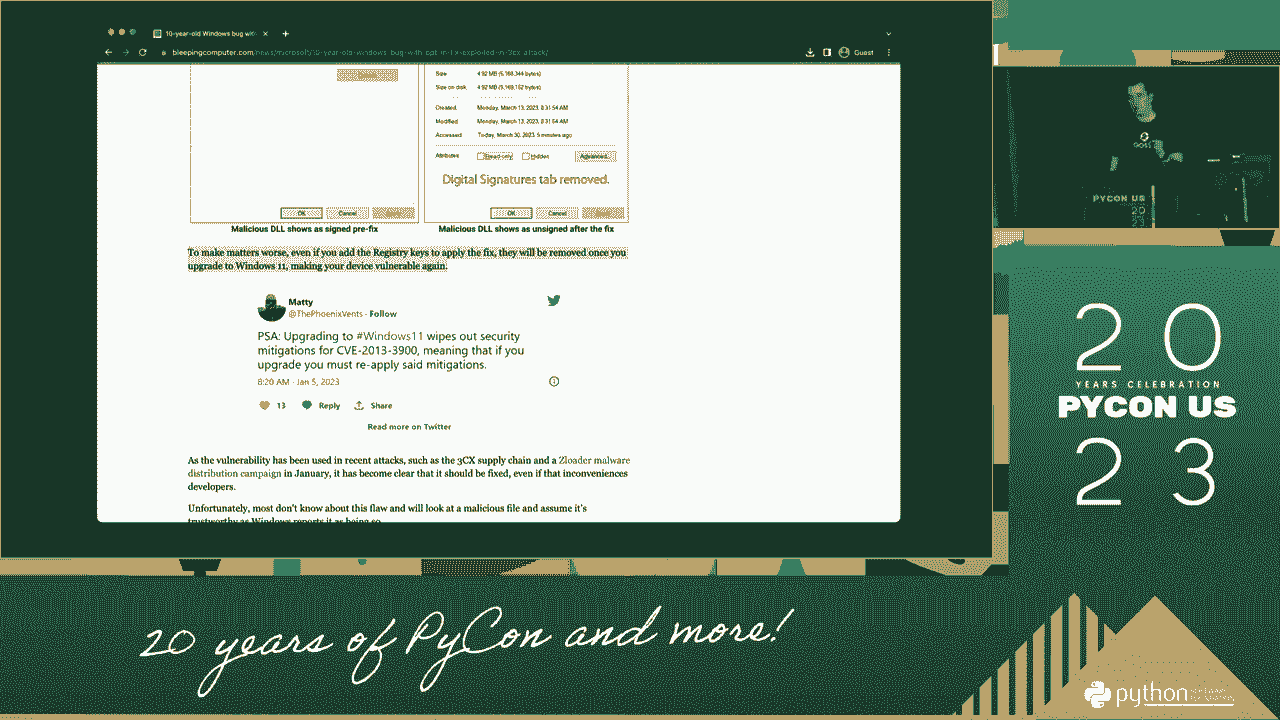 10-year-old Windows bug wit
bleepingcomputer.com/news/microsoft/10-year-old-windows-bug-with-opt-in-fix-exploited-in-3cx-attack/
Guest
Size 4.92 MB (5,168,344 bytes)
Size on disk 4.92 MB (5,169,152 bytes)
Created: Monday, March 13, 2023, 8:31:54 AM
Modified: Monday, March 13, 2023, 8:31:54 AM
Accessed: Today, March 30, 2023, 5 minutes ago
Attributes Read-only Hidden Advanced...
Digital Signatures tab removed.
OK Cancel
OK Cancel
Malicious DLL shows as signed pre-fix
Malicious DLL shows as unsigned after the fix
To make matters worse, even if you add the Registry keys to apply the fix, they will be removed once you
upgrade to Windows 11, making your device vulnerable again.
Matty
@ThePhoenixVents · Follow
PSA: Upgrading to #Windows11 wipes out security
mitigations for CVE-2013-3900, meaning that if you
upgrade you must re-apply said mitigations.
8:20 AM · Jan 5, 2023
13 Reply Share
Read more on Twitter
As the vulnerability has been used in recent attacks, such as the 3CX supply chain and a Zloader malware
distribution campaign in January, it has become clear that it should be fixed, even if that inconveniences
developers.
Unfortunately, most don't know about this flaw and will look at a malicious file and assume it's
trustworthy as Windows reports it as being so.
PYCON US
20
23
20
YEARS CELEBRATION
PYCON US
23
20 years of PyCon and more!
python